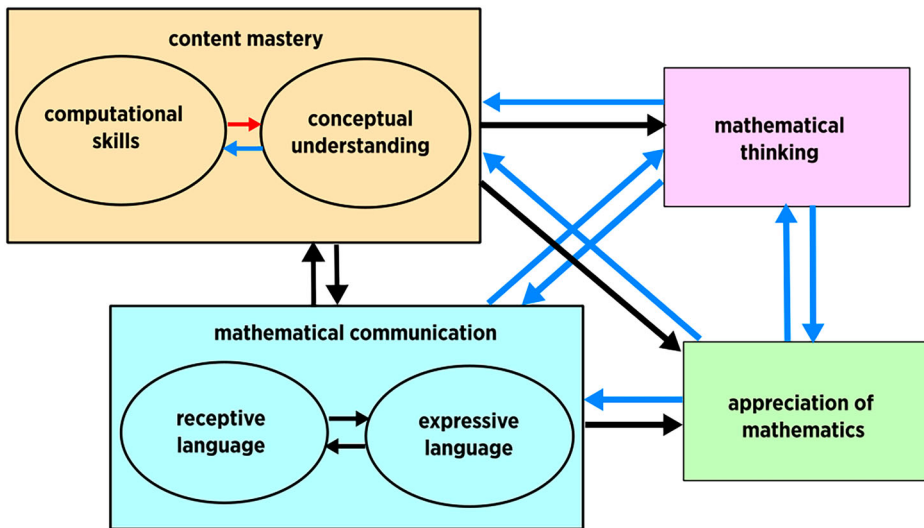 content mastery
computational
skills
conceptual
understanding
mathematical
thinking
mathematical communication
receptive
language
expressive
language
appreciation of
mathematics